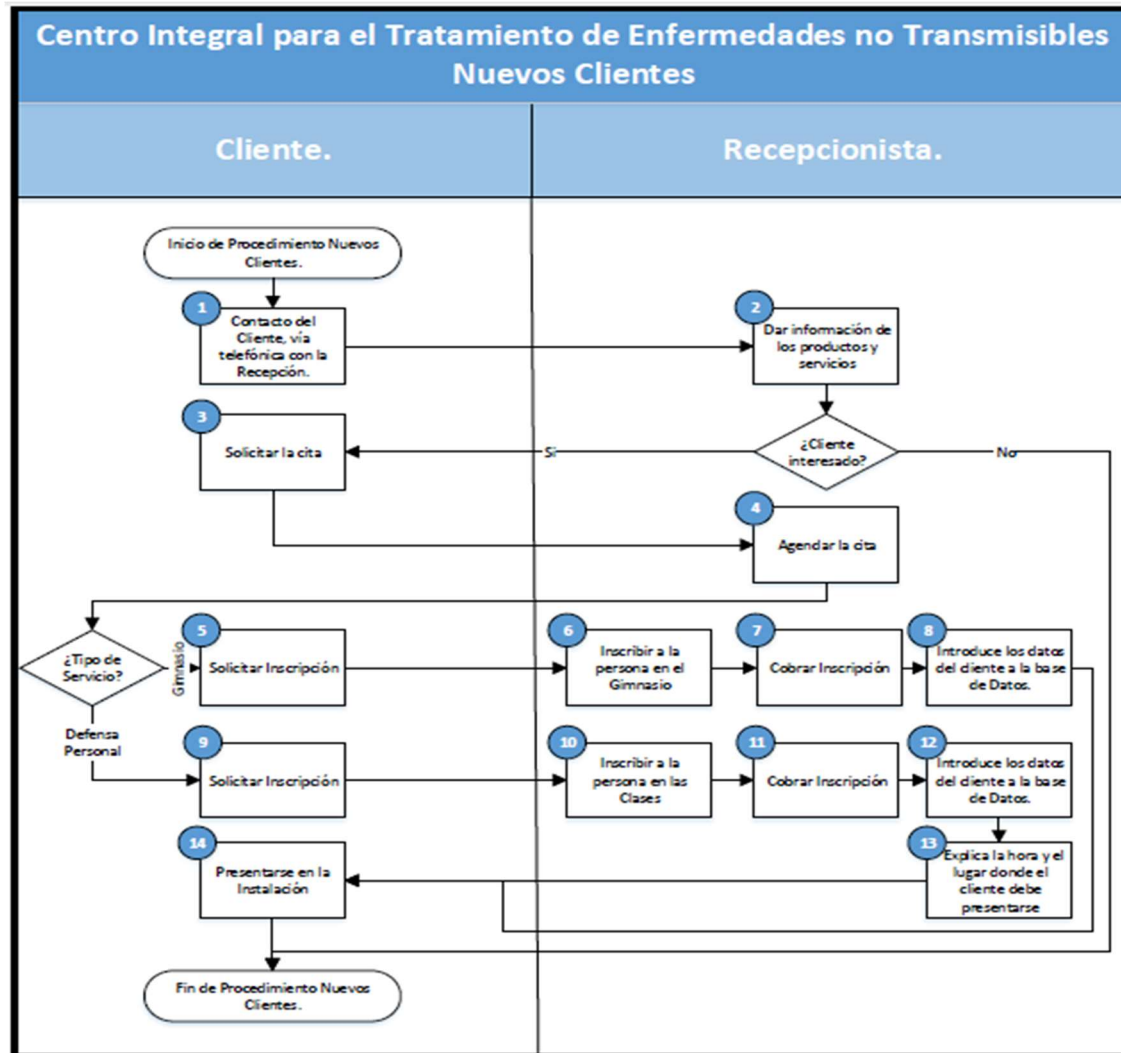 Centro Integral para el Tratamiento de Enfermedades no Transmisibles
Nuevos Clientes
Cliente.
Recepcionista.
Inicio de Procedimiento Nuevos
Clientes.
1
Contacto del
Cliente, vía
telefónica con la
Recepción.
2
Dar información de
los productos y
servicios
3
Solicitar la cita
Si
¿Cliente
interesado?
No
4
Agendar la cita
¿Tipo de
Servicio?
Gimnasio
5
Solicitar Inscripción
6
Inscribir a la
persona en el
Gimnasio
7
Cobrar Inscripción
8
Introduce los datos
del cliente a la base
de Datos.
Defensa
Personal
9
Solicitar Inscripción
10
Inscribir a la
persona en las
Clases
11
Cobrar Inscripción
12
Introduce los datos
del cliente a la base
de Datos.
13
Explica la hora y el
lugar donde el
cliente debe
presentarse
14
Presentarse en la
Instalación
Fin de Procedimiento Nuevos
Clientes.